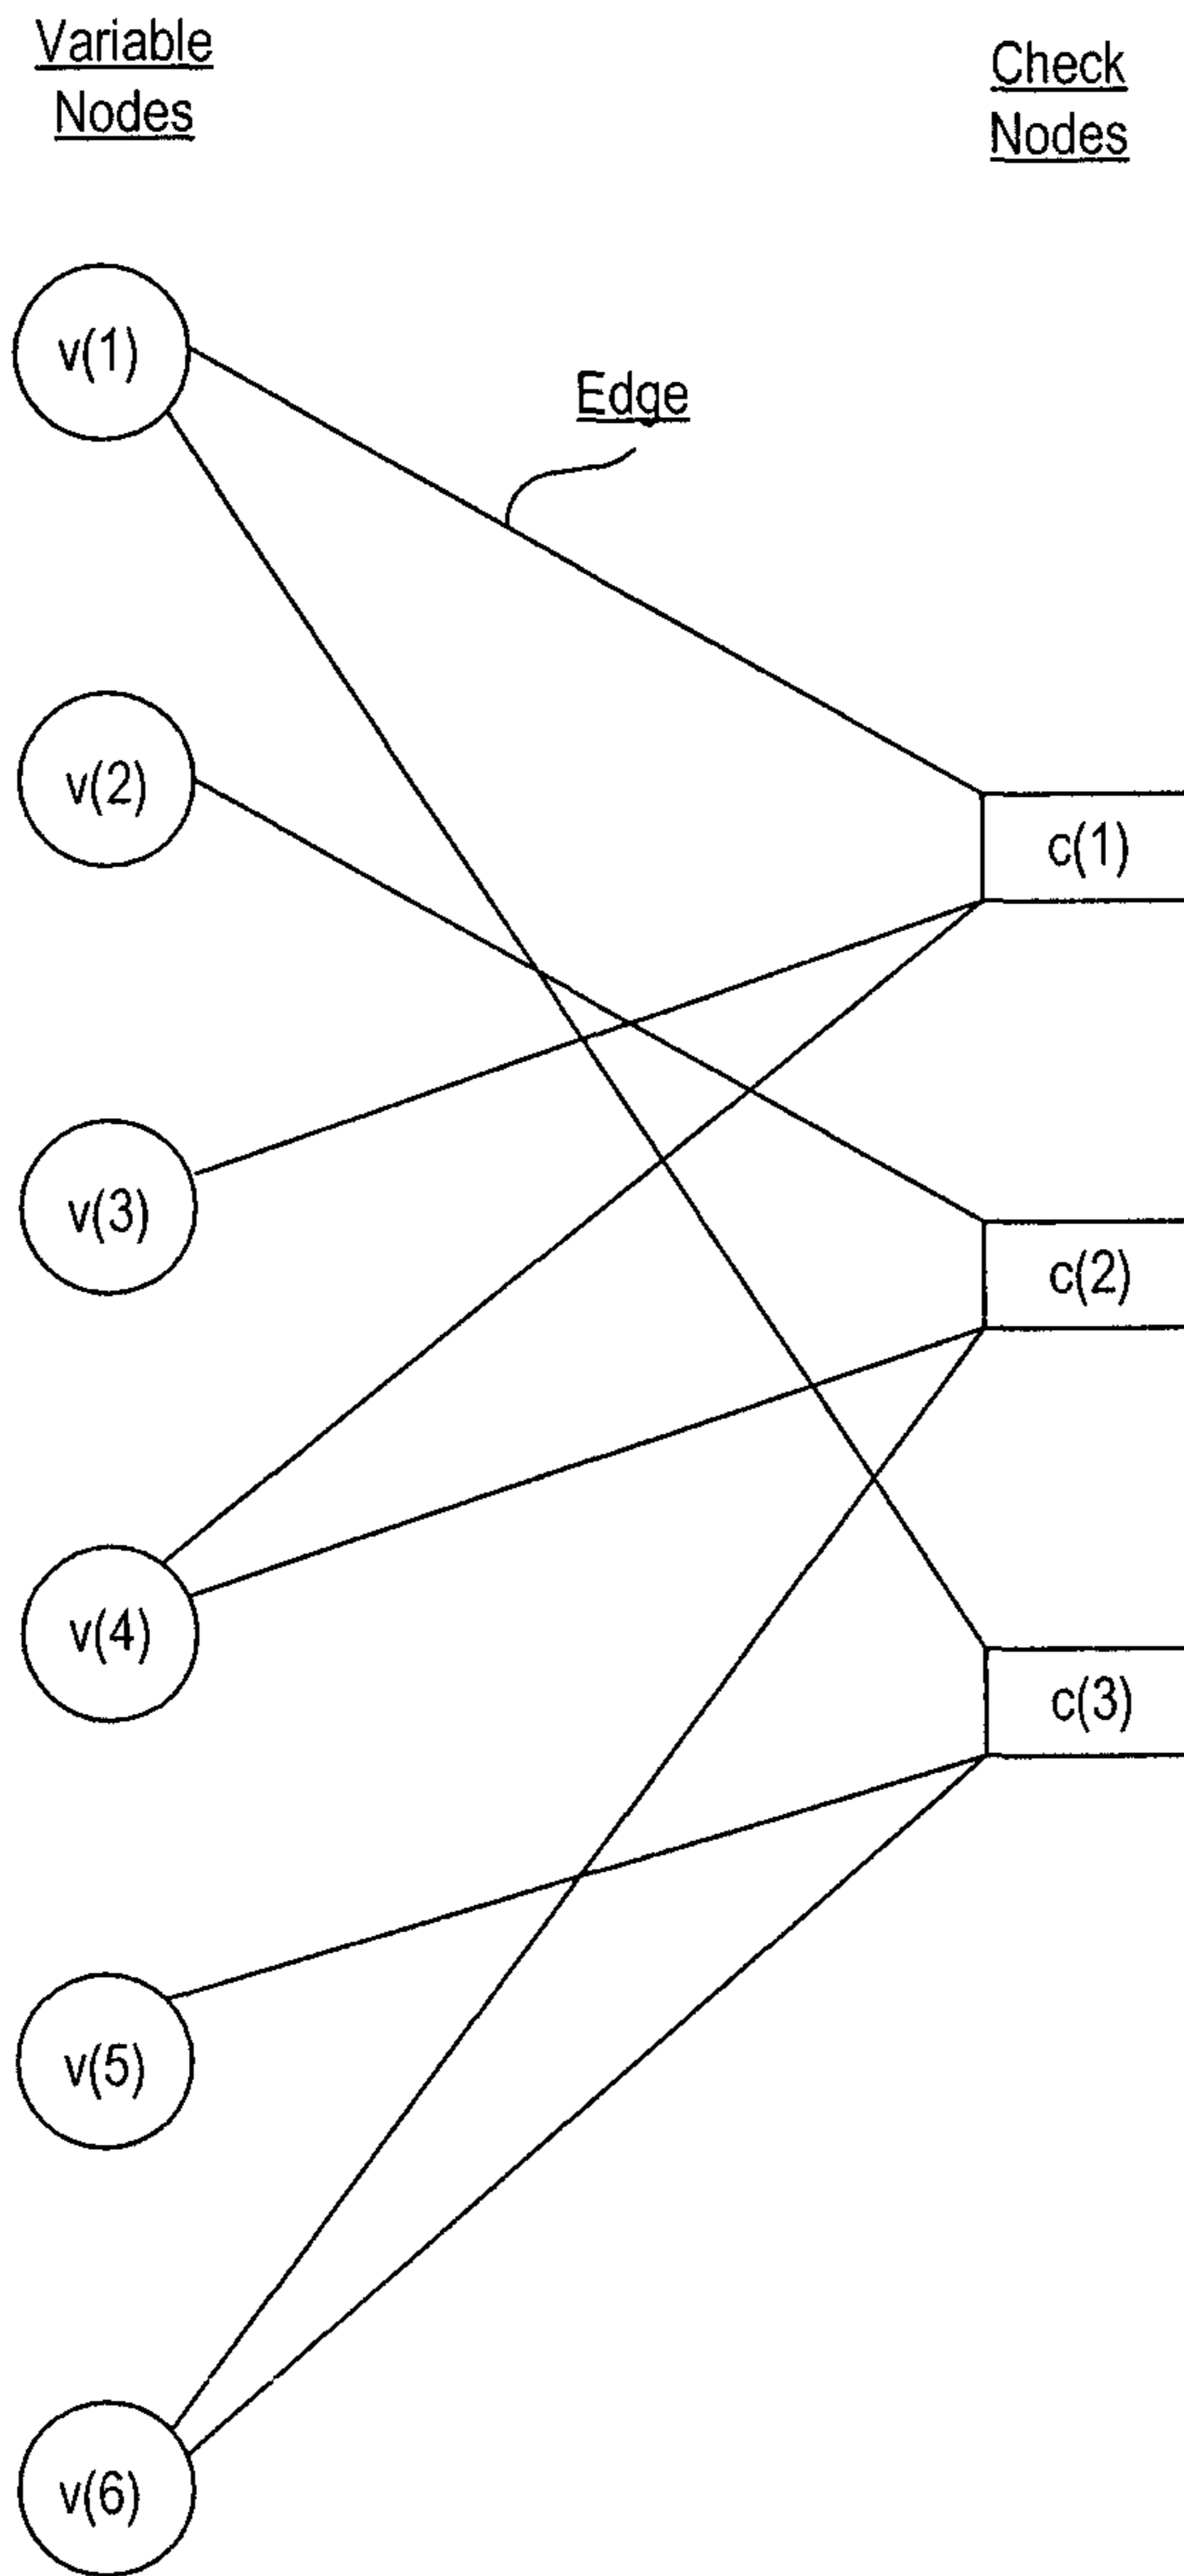 Variable
Nodes
Check
Nodes
Edge
v(1)
v(2)
c(1)
v(3)
c(2)
v(4)
c(3)
v(5)
v(6)